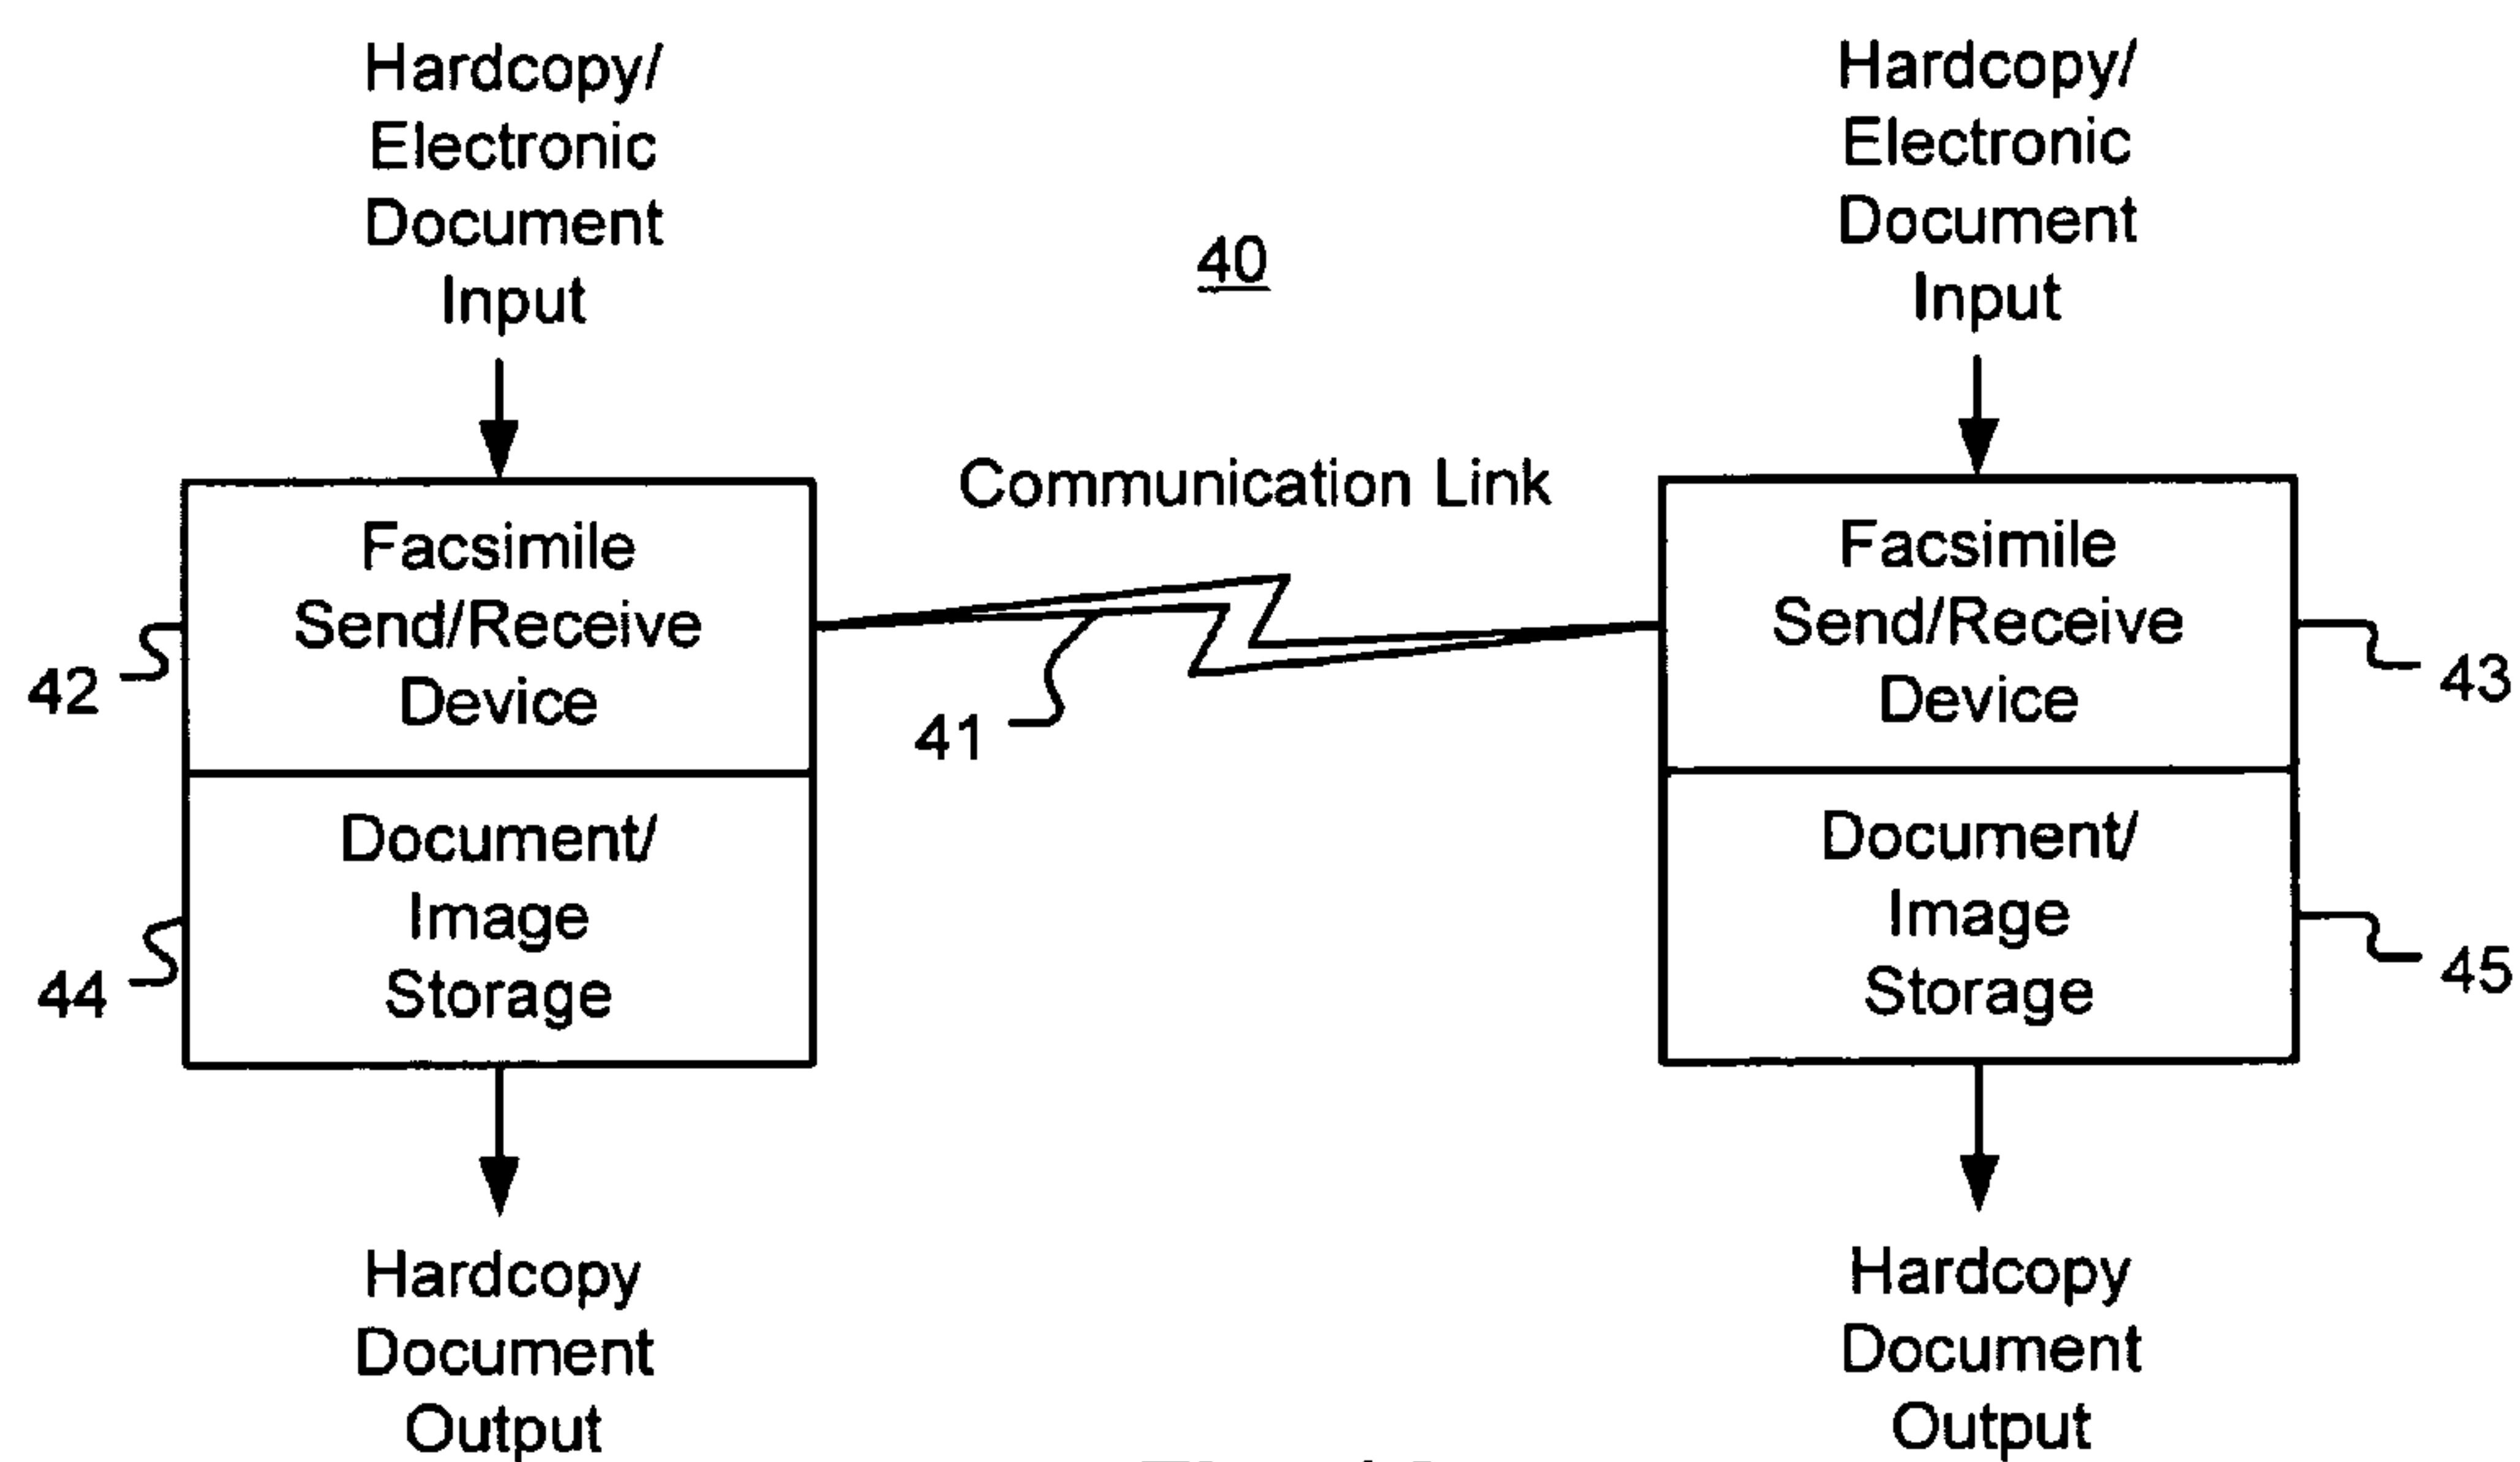 Hardcopy/
Electronic
Document
Input
Hardcopy/
Electronic
Document
Input
40
Communication Link
Facsimile
Send/Receive
Device
Facsimile
Send/Receive
Device
42
41
43
Document/
Image
Storage
Document/
Image
Storage
44
45
Hardcopy
Document
Output
Hardcopy
Document
Output